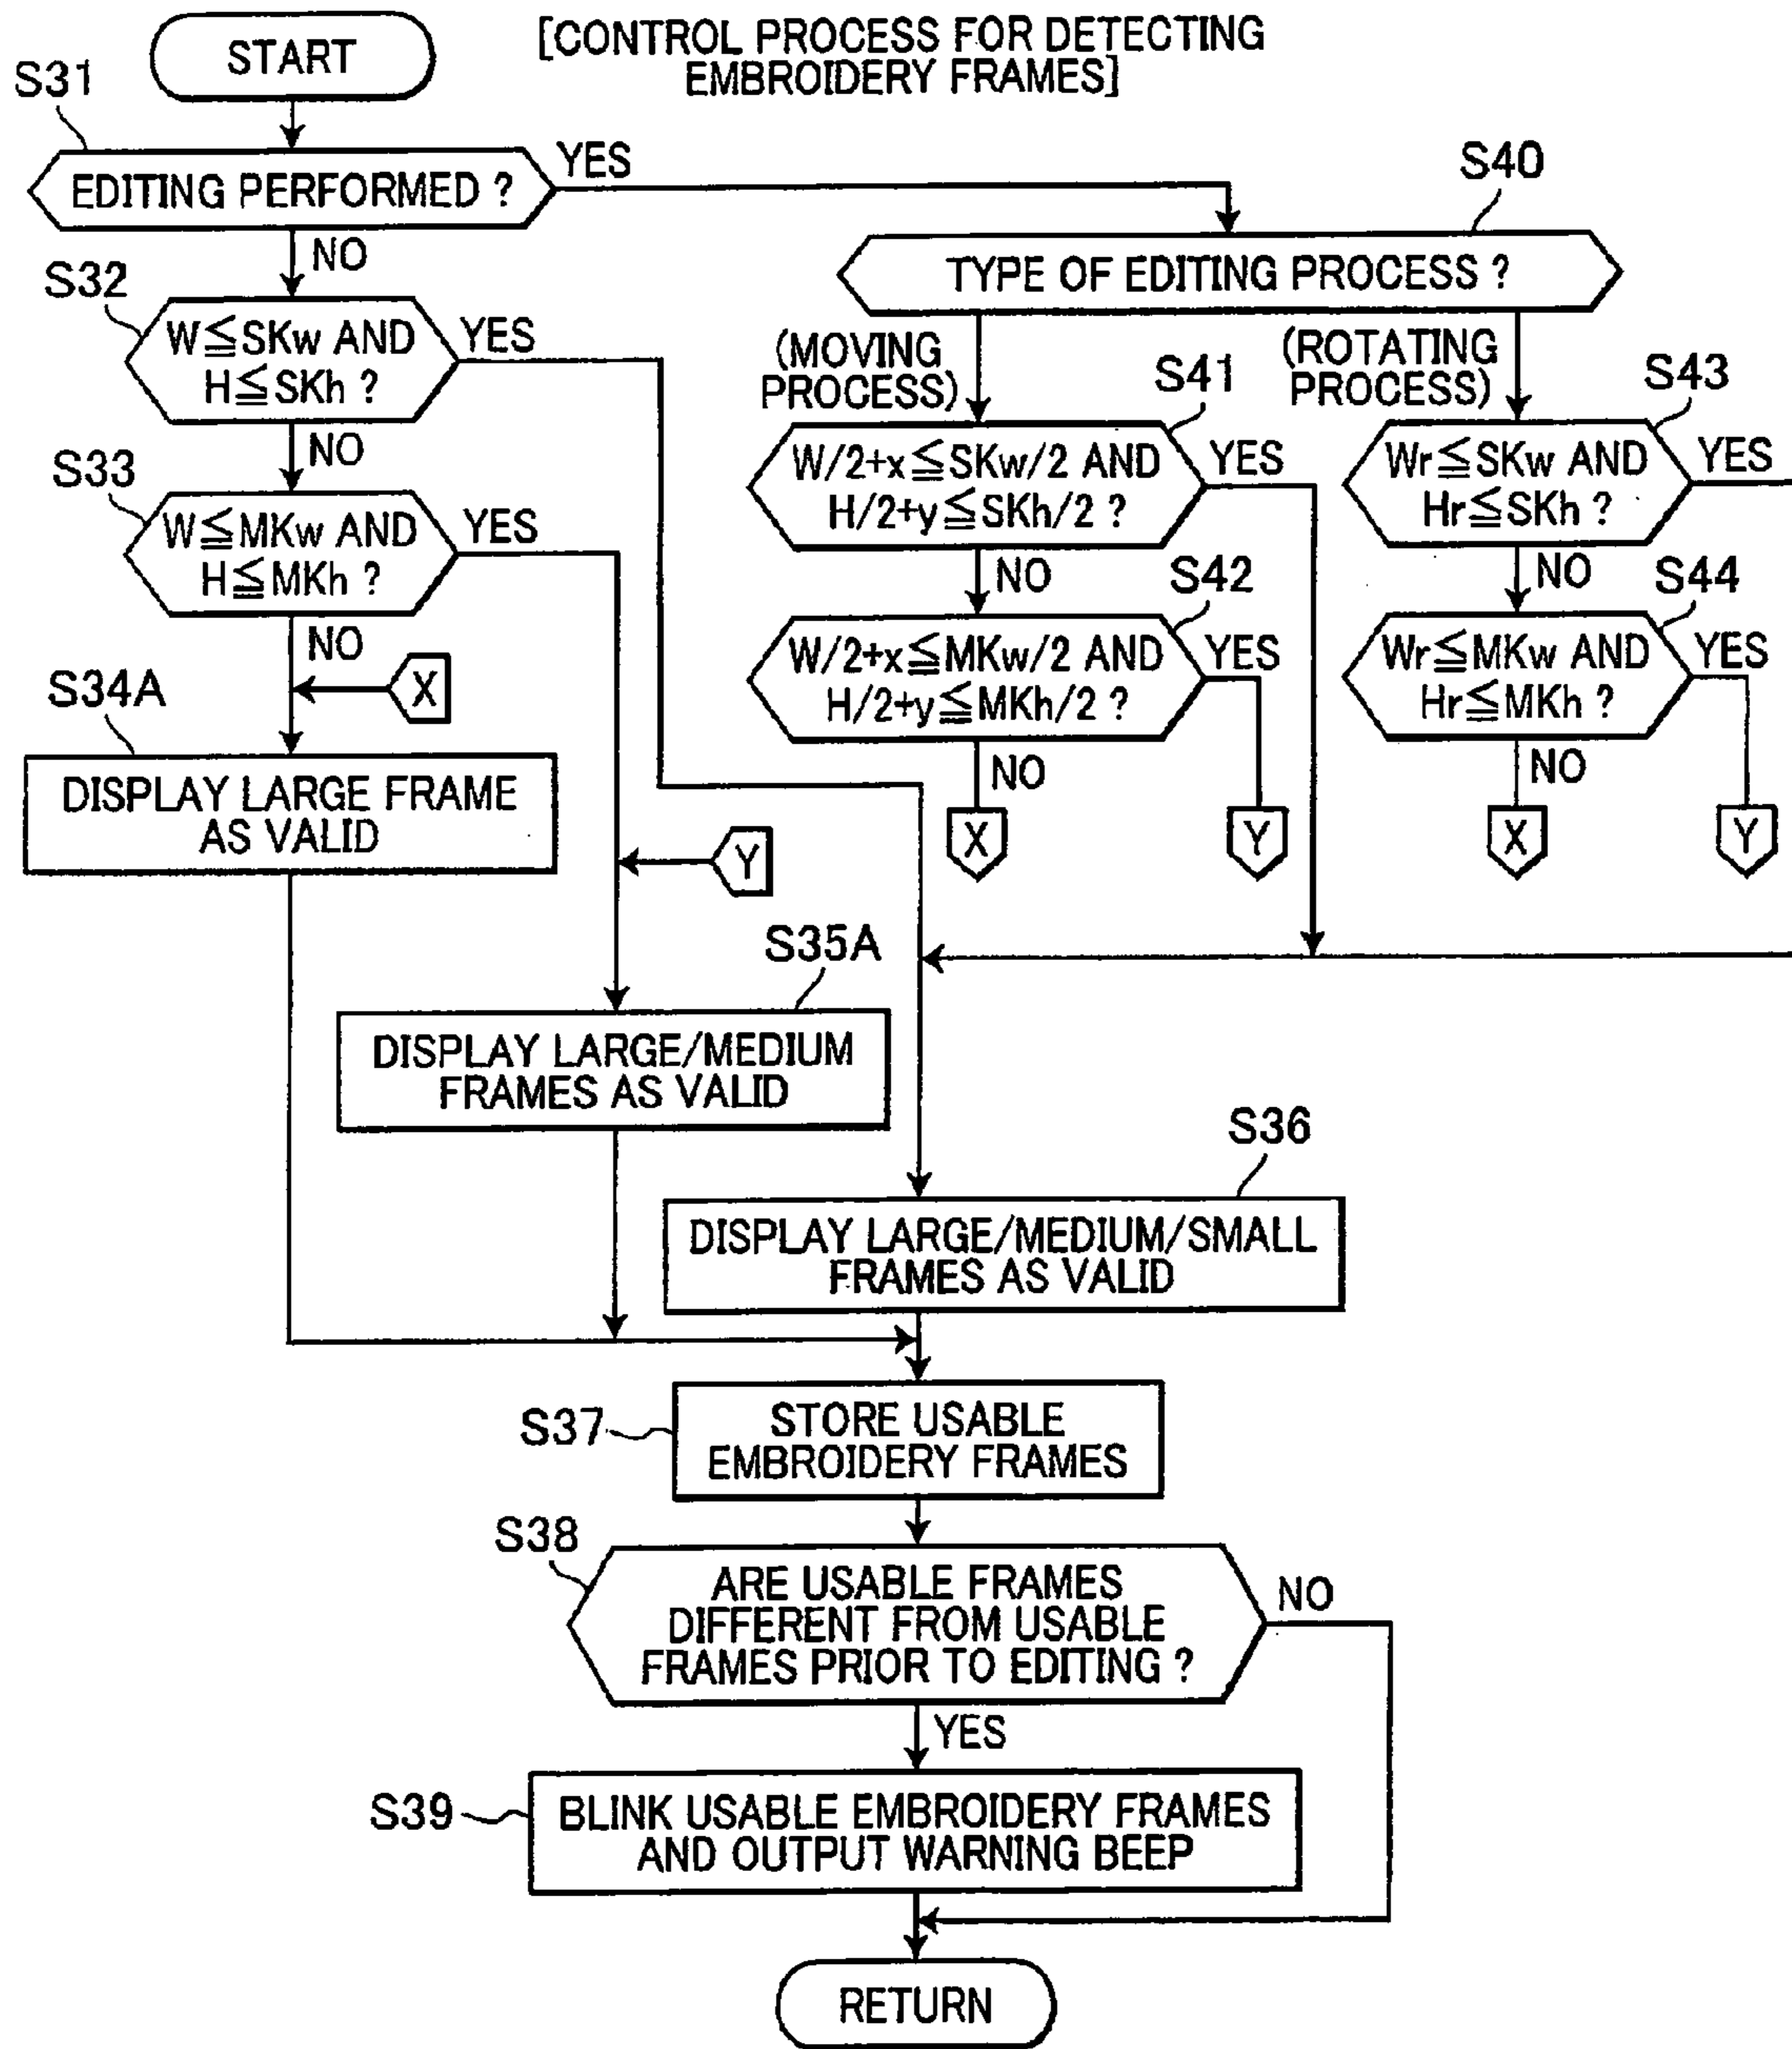 [CONTROL PROCESS FOR DETECTING
EMBROIDERY FRAMES]
START
S31
EDITING PERFORMED ?
YES
NO
S40
TYPE OF EDITING PROCESS ?
S32
W≦SKw AND
H≦SKh ?
YES
NO
(MOVING
PROCESS)
(ROTATING
PROCESS)
S41
W/2+x≦SKw/2 AND
H/2+y≦SKh/2 ?
YES
NO
S43
Wr≦SKw AND
Hr≦SKh ?
YES
NO
S33
W≦MKw AND
H≦MKh ?
YES
NO
X
S42
W/2+x≦MKw/2 AND
H/2+y≦MKh/2 ?
YES
NO
X
Y
S44
Wr≦MKw AND
Hr≦MKh ?
YES
NO
X
Y
S34A
DISPLAY LARGE FRAME
AS VALID
Y
S35A
DISPLAY LARGE/MEDIUM
FRAMES AS VALID
S36
DISPLAY LARGE/MEDIUM/SMALL
FRAMES AS VALID
S37
STORE USABLE
EMBROIDERY FRAMES
S38
ARE USABLE FRAMES
DIFFERENT FROM USABLE
FRAMES PRIOR TO EDITING ?
NO
YES
S39
BLINK USABLE EMBROIDERY FRAMES
AND OUTPUT WARNING BEEP
RETURN